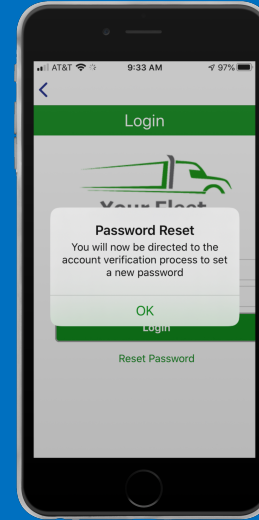 AT&T 9:33 AM 97%
Login
Your Fleet
Password Reset
You will now be directed to the
account verification process to set
a new password
OK
Login
Reset Password